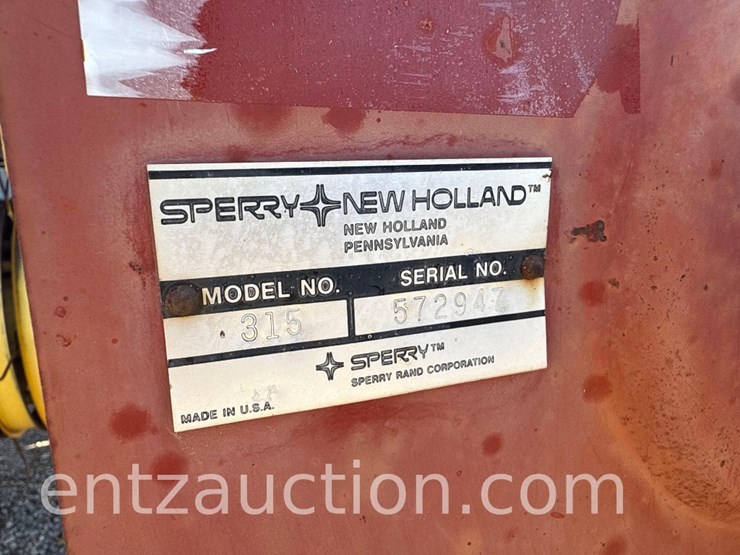 SPERRY NEW HOLLAND™
NEW HOLLAND
PENNSYLVANIA
MODEL NO. SERIAL NO.
315 572947
SPERRY™
SPERRY RAND CORPORATION
MADE IN U.S.A.
entzauction.com